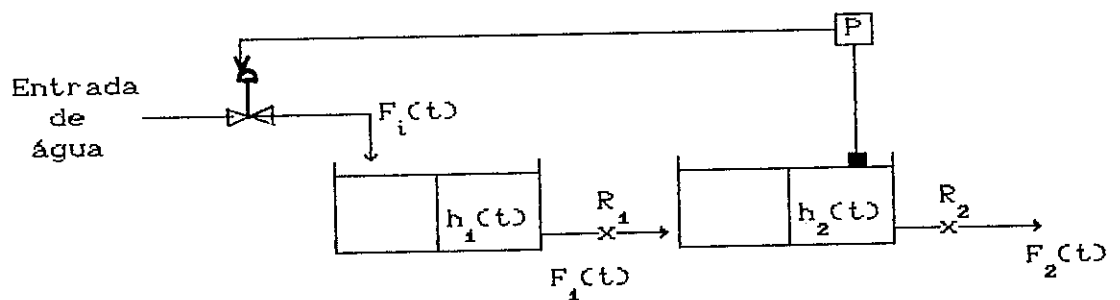 P
Entrada
de
água
F_i(t)
h_1(t)
R_1
F_1(t)
h_2(t)
R_2
F_2(t)